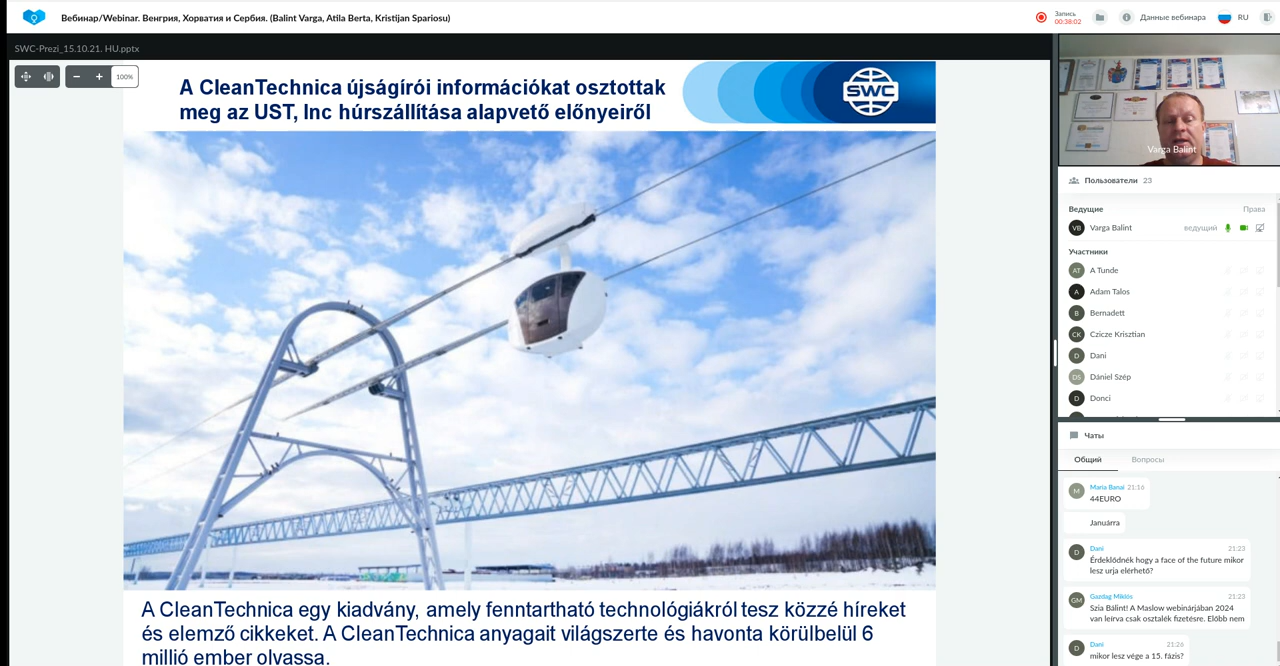 Вебинар/Webinar. Венгрия, Хорватия и Сербия. (Balint Varga, Atila Berta, Kristijan Spariosu)
Запись
00:38:02
Данные вебинара
RU
SWC-Prezi_15.10.21. HU.pptx
100%
A CleanTechnica újságírói információkat osztottak
meg az UST, Inc húrszállítása alapvető előnyeiről
SWC
A CleanTechnica egy kiadvány, amely fenntartható technológiákról tesz közzé híreket
és elemző cikkeket. A CleanTechnica anyagait világszerte és havonta körülbelül 6
millió ember olvassa.
Varga Balint
Пользователи 23
Ведущие Права
VB Varga Balint ведущий
Участники
AT A Tunde
A Adam Talos
B Bernadett
CK Czicze Krisztian
D Dani
DS Dániel Szép
D Donci
Чаты
Общий Вопросы
M Maria Banai 21:16
44EURO
Januárra
D Dani 21:23
Érdeklődnék hogy a face of the future mikor
lesz urja elérhető?
GM Gazdag Miklós 21:23
Szia Bálint! A Maslow webinárjában 2024
van leírva csak osztalék fizetésre. Előbb nem
D Dani 21:26
mikor lesz vége a 15. fázis?